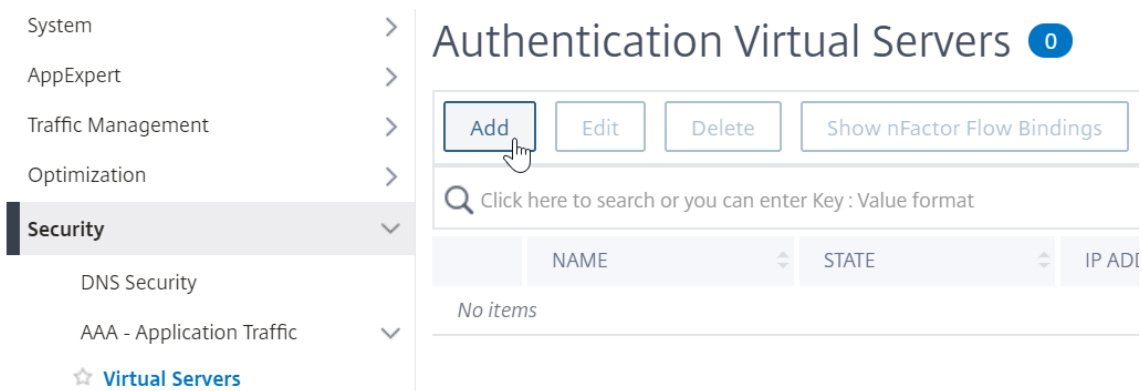 System
AppExpert
Traffic Management
Optimization
Security
DNS Security
AAA - Application Traffic
Virtual Servers
Authentication Virtual Servers 0
Add Edit Delete Show nFactor Flow Bindings
Click here to search or you can enter Key : Value format
NAME STATE IP ADD
No items